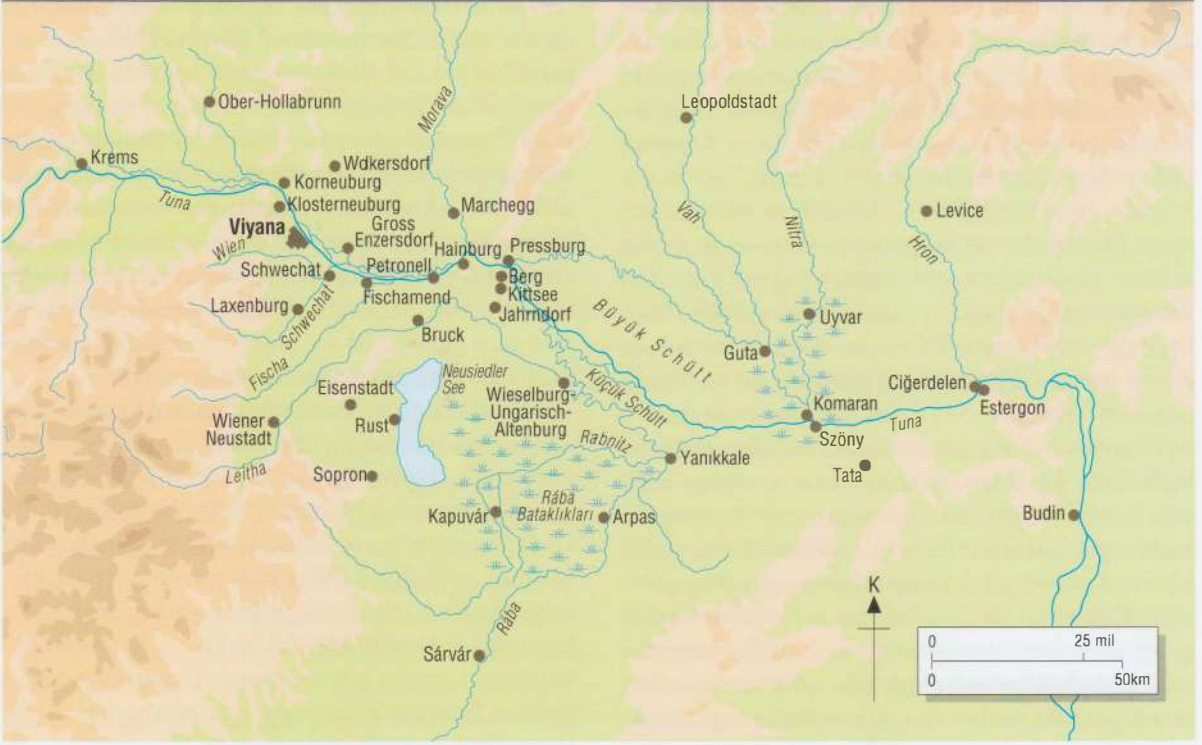 Ober-Hollabrunn
Morava
Leopoldstadt
Krems
Wolkersdorf
Korneuburg
Tuna
Klosterneuburg
Marchegg
Vah
Nitra
Levice
Viyana
Gross
Enzersdorf
Wien
Hainburg
Pressburg
Hron
Schwechat
Petronell
Berg
Fischamend
Kittsee
Laxenburg
Schwechat
Jahrndorf
Büyük Schütt
Uyvar
Bruck
Guta
Fischa
Neusiedler
See
Küçük Schütt
Eisenstadt
Wieselburg-
Ungarisch-
Altenburg
Ciğerdelen
Estergon
Komaran
Wiener
Neustadt
Rust
Tuna
Szöny
Rabnitz
Yanıkkale
Leitha
Sopron
Tata
Rába
Bataklıkları
Kapuvár
Arpas
Budin
K
Rába
Sárvár
0 25 mil
0 50km